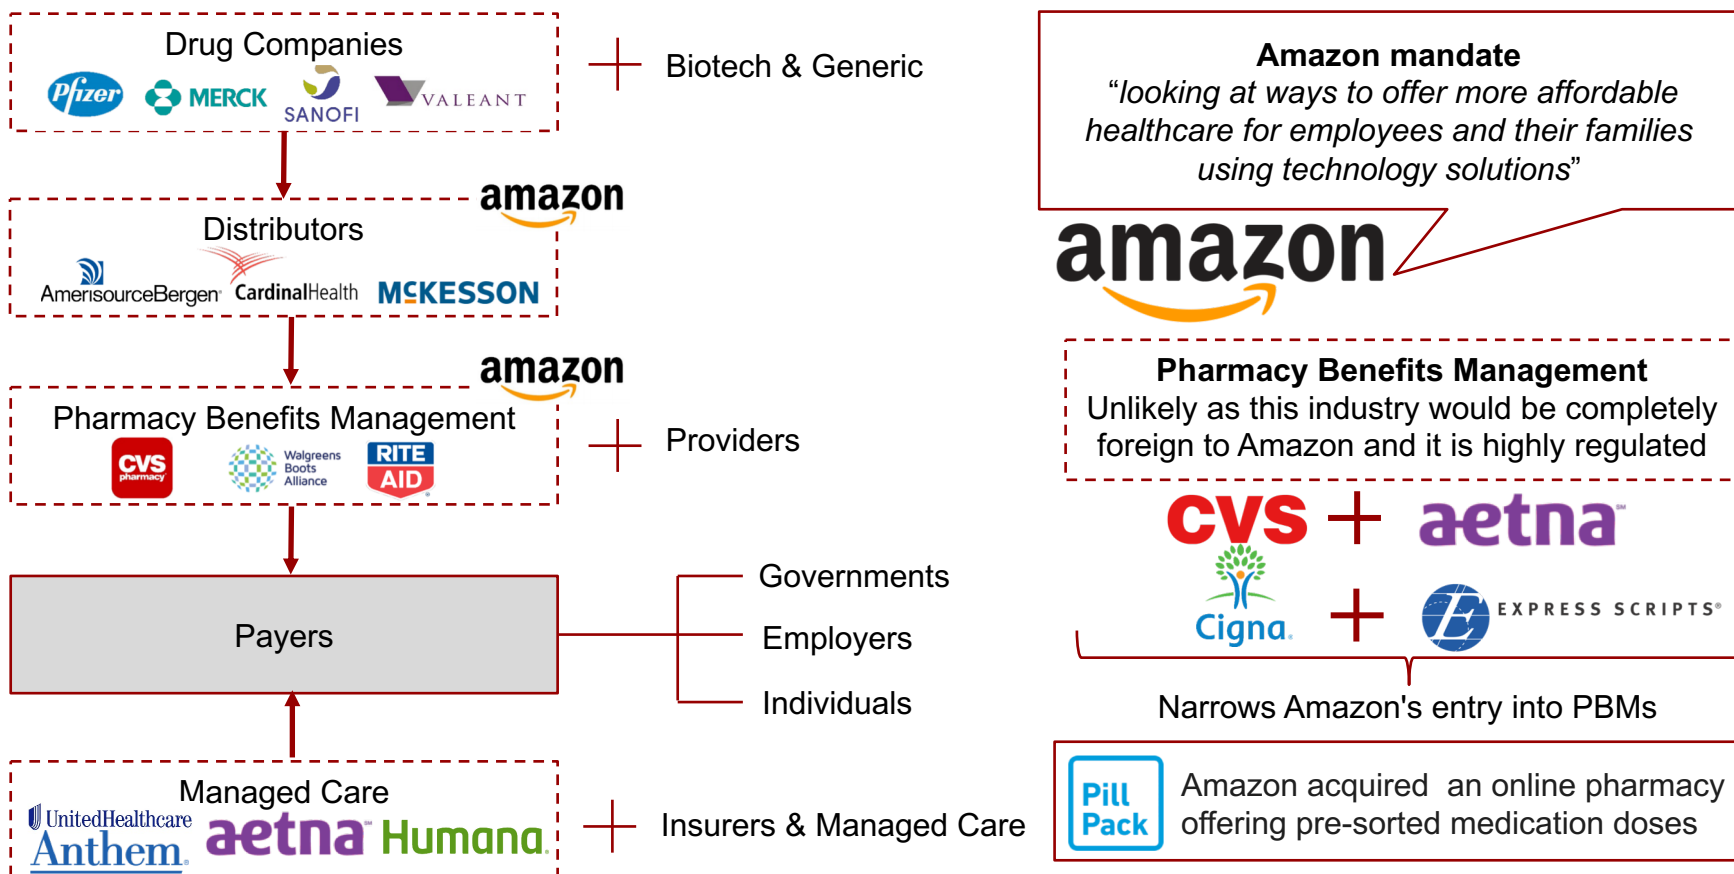 Drug Companies
Pfizer
MERCK
SANOFI
VALEANT
Biotech & Generic
amazon
Distributors
AmerisourceBergen
CardinalHealth
MCKESSON
amazon
Pharmacy Benefits Management
CVS
pharmacy
Walgreens
Boots
Alliance
RITE
AID
Providers
Payers
Governments
Employers
Individuals
Managed Care
UnitedHealthcare
Anthem
aetna
Humana
Insurers & Managed Care
Amazon mandate
“looking at ways to offer more affordable
healthcare for employees and their families
using technology solutions”
amazon
Pharmacy Benefits Management
Unlikely as this industry would be completely
foreign to Amazon and it is highly regulated
CVS
aetna
Cigna
EXPRESS SCRIPTS
Narrows Amazon's entry into PBMs
Pill
Pack
Amazon acquired an online pharmacy
offering pre-sorted medication doses